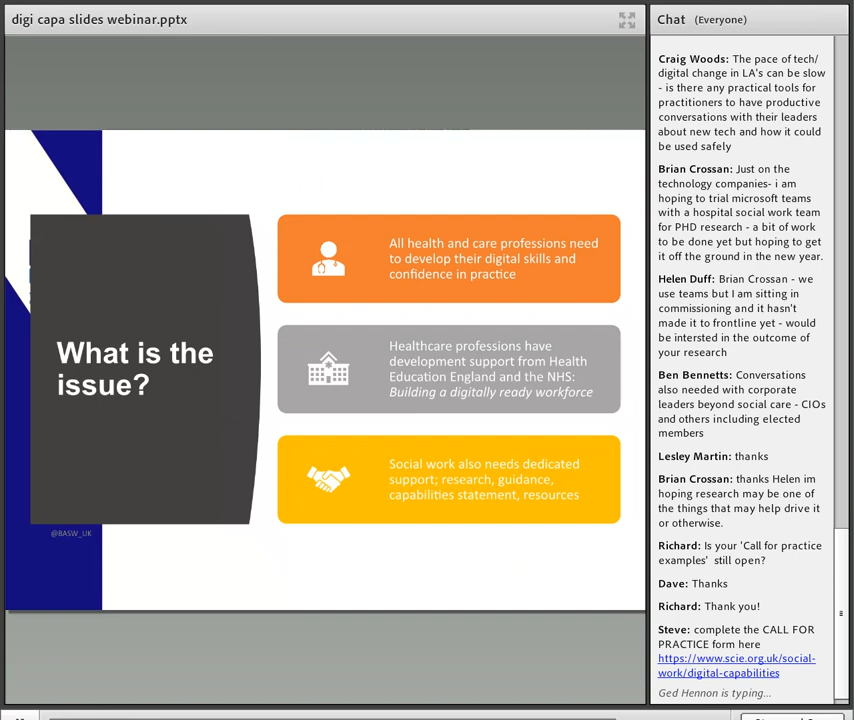 digi capa slides webinar.pptx
What is the
issue?
All health and care professions need
to develop their digital skills and
confidence in practice
Healthcare professions have
development support from Health
Education England and the NHS:
Building a digitally ready workforce
Social work also needs dedicated
support; research, guidance,
capabilities statement, resources
@BASW_UK
Chat (Everyone)
Craig Woods: The pace of tech/
digital change in LA's can be slow
- is there any practical tools for
practitioners to have productive
conversations with their leaders
about new tech and how it could
be used safely
Brian Crossan: Just on the
technology companies- i am
hoping to trial microsoft teams
with a hospital social work team
for PHD research - a bit of work
to be done yet but hoping to get
it off the ground in the new year.
Helen Duff: Brian Crossan - we
use teams but I am sitting in
commissioning and it hasn't
made it to frontline yet - would
be intersted in the outcome of
your research
Ben Bennetts: Conversations
also needed with corporate
leaders beyond social care - CIOs
and others including elected
members
Lesley Martin: thanks
Brian Crossan: thanks Helen im
hoping research may be one of
the things that may help drive it
or otherwise.
Richard: Is your 'Call for practice
examples' still open?
Dave: Thanks
Richard: Thank you!
Steve: complete the CALL FOR
PRACTICE form here
https://www.scie.org.uk/social-
work/digital-capabilities
Ged Hennon is typing...